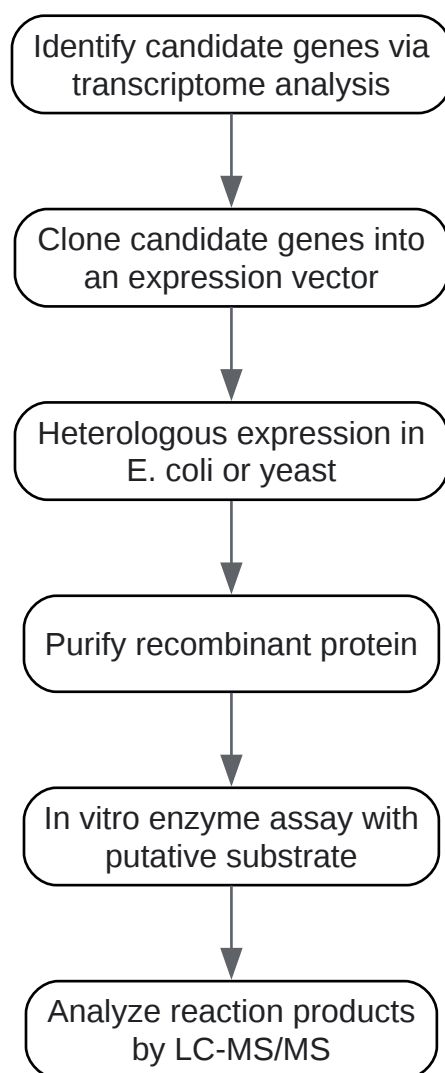 Identify candidate genes via
transcriptome analysis
Clone candidate genes into
an expression vector
Heterologous expression in
E. coli or yeast
Purify recombinant protein
In vitro enzyme assay with
putative substrate
Analyze reaction products
by LC-MS/MS